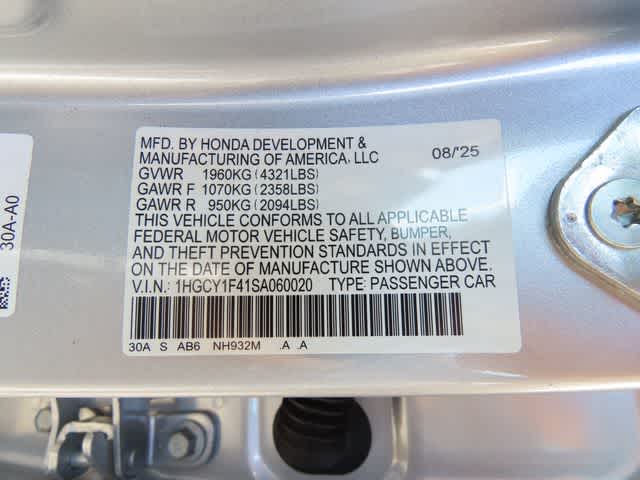 MFD. BY HONDA DEVELOPMENT &
MANUFACTURING OF AMERICA, LLC 08/'25
GVWR 1960KG (4321LBS)
GAWR F 1070KG (2358LBS)
GAWR R 950KG (2094LBS)
THIS VEHICLE CONFORMS TO ALL APPLICABLE
FEDERAL MOTOR VEHICLE SAFETY, BUMPER,
AND THEFT PREVENTION STANDARDS IN EFFECT
ON THE DATE OF MANUFACTURE SHOWN ABOVE.
V.I.N.: 1HGCY1F41SA060020 TYPE: PASSENGER CAR
30A S AB6 NH932M .A .A
30A-A0